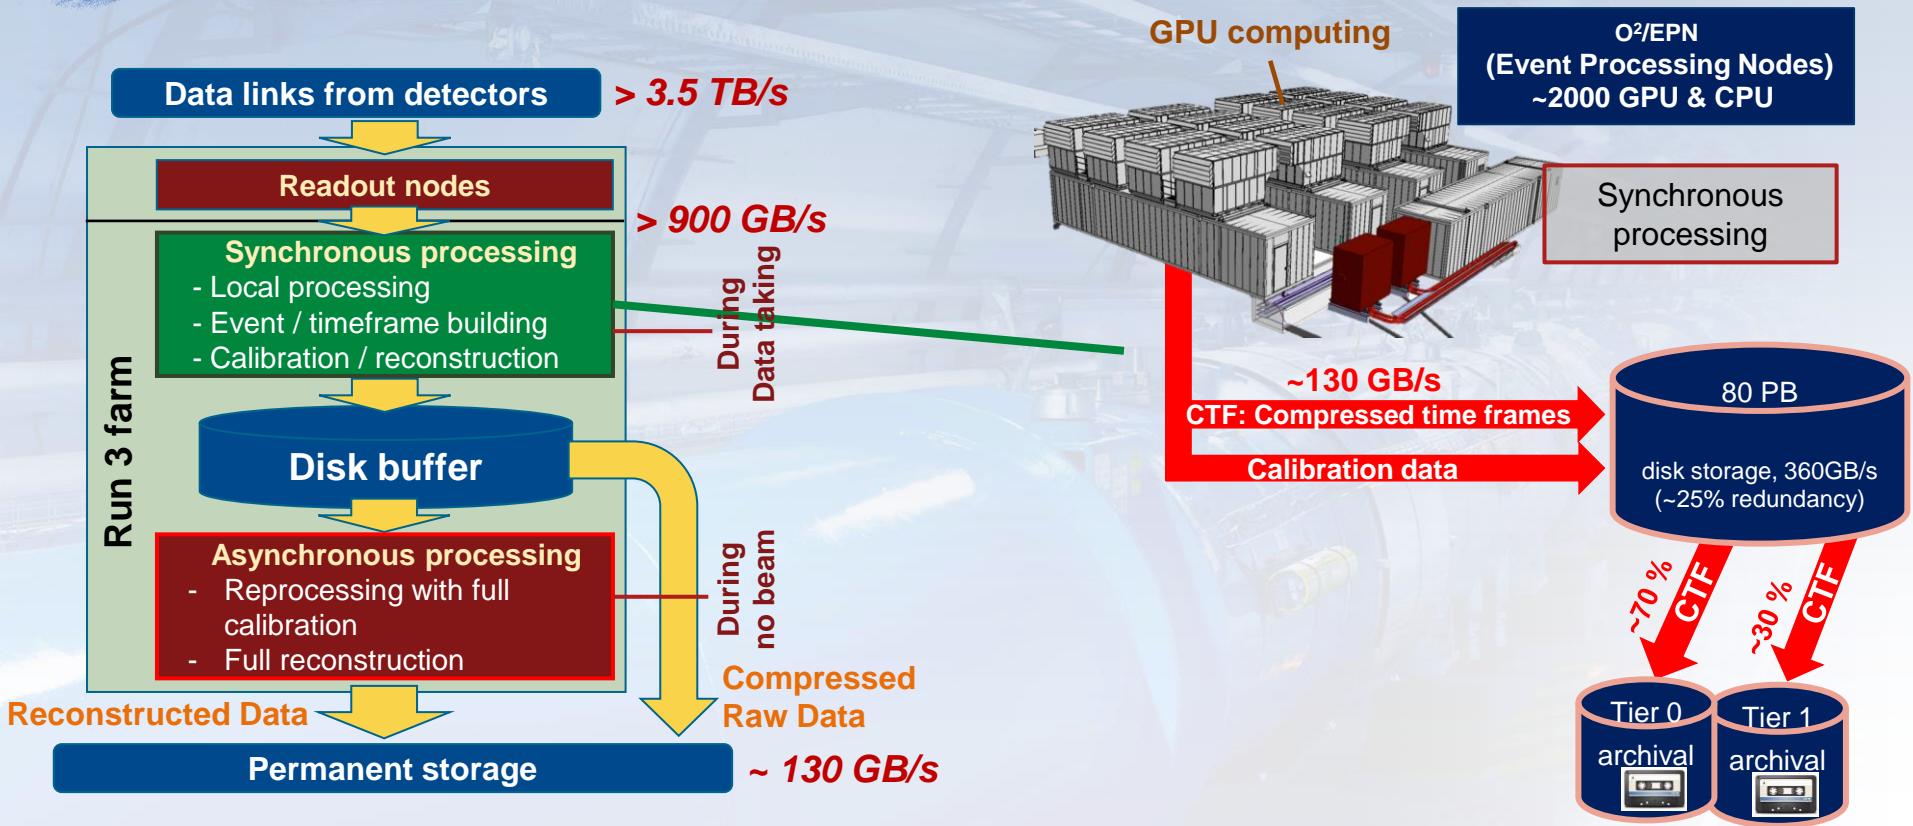 Data links from detectors
> 3.5 TB/s
Readout nodes
> 900 GB/s
Synchronous processing
- Local processing
- Event / timeframe building
- Calibration / reconstruction
During
Data taking
Run 3 farm
Disk buffer
Asynchronous processing
- Reprocessing with full
calibration
- Full reconstruction
During
no beam
Reconstructed Data
Compressed
Raw Data
Permanent storage
~ 130 GB/s
GPU computing
O²/EPN
(Event Processing Nodes)
~2000 GPU & CPU
Synchronous
processing
~130 GB/s
CTF: Compressed time frames
Calibration data
80 PB
disk storage, 360GB/s
(~25% redundancy)
~70 %
CTF
~30 %
CTF
Tier 0
archival
Tier 1
archival